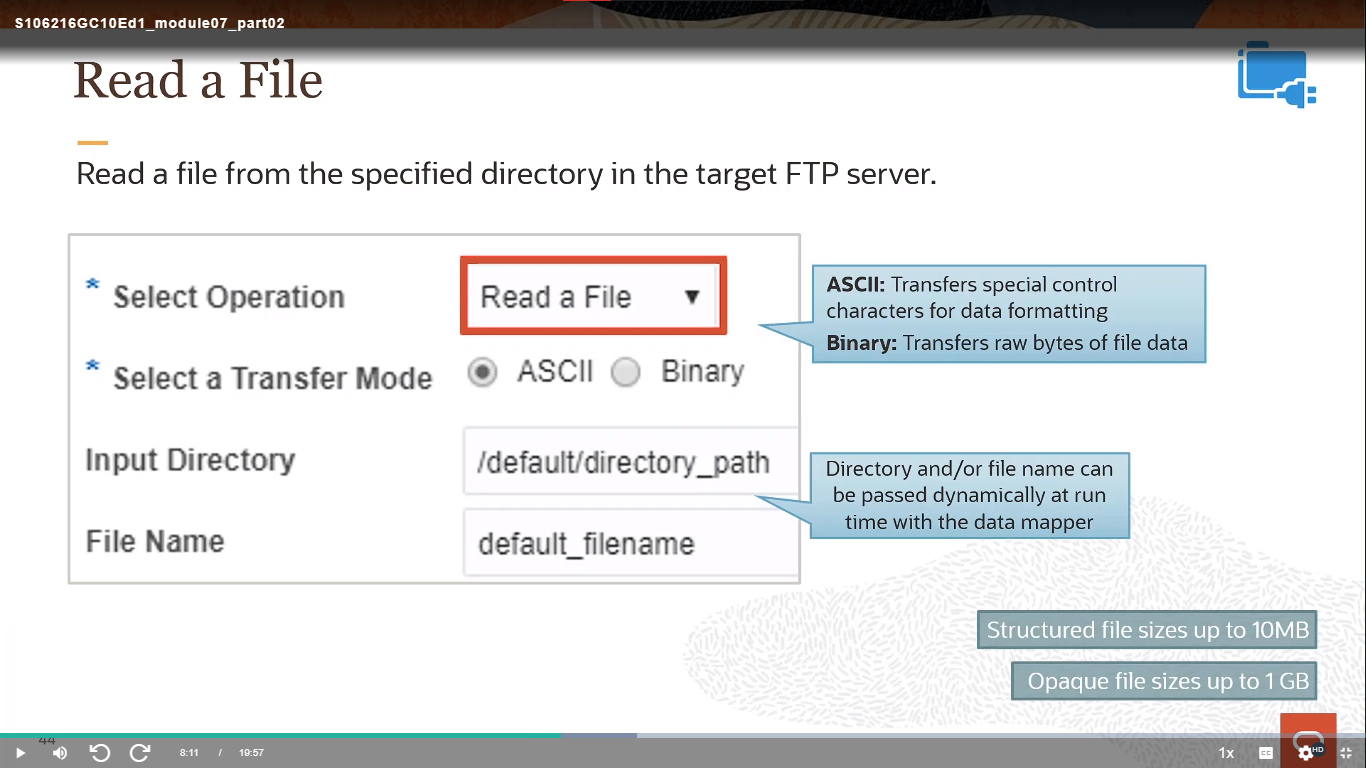 S106216GC10Ed1_module07_part02
Read a File
Read a file from the specified directory in the target FTP server.
* Select Operation
Read a File ▼
* Select a Transfer Mode
ASCII Binary
Input Directory
/default/directory_path
File Name
default_filename
ASCII: Transfers special control
characters for data formatting
Binary: Transfers raw bytes of file data
Directory and/or file name can
be passed dynamically at run
time with the data mapper
Structured file sizes up to 10MB
Opaque file sizes up to 1 GB
44
8:11 / 19:57
1x
CC
HD